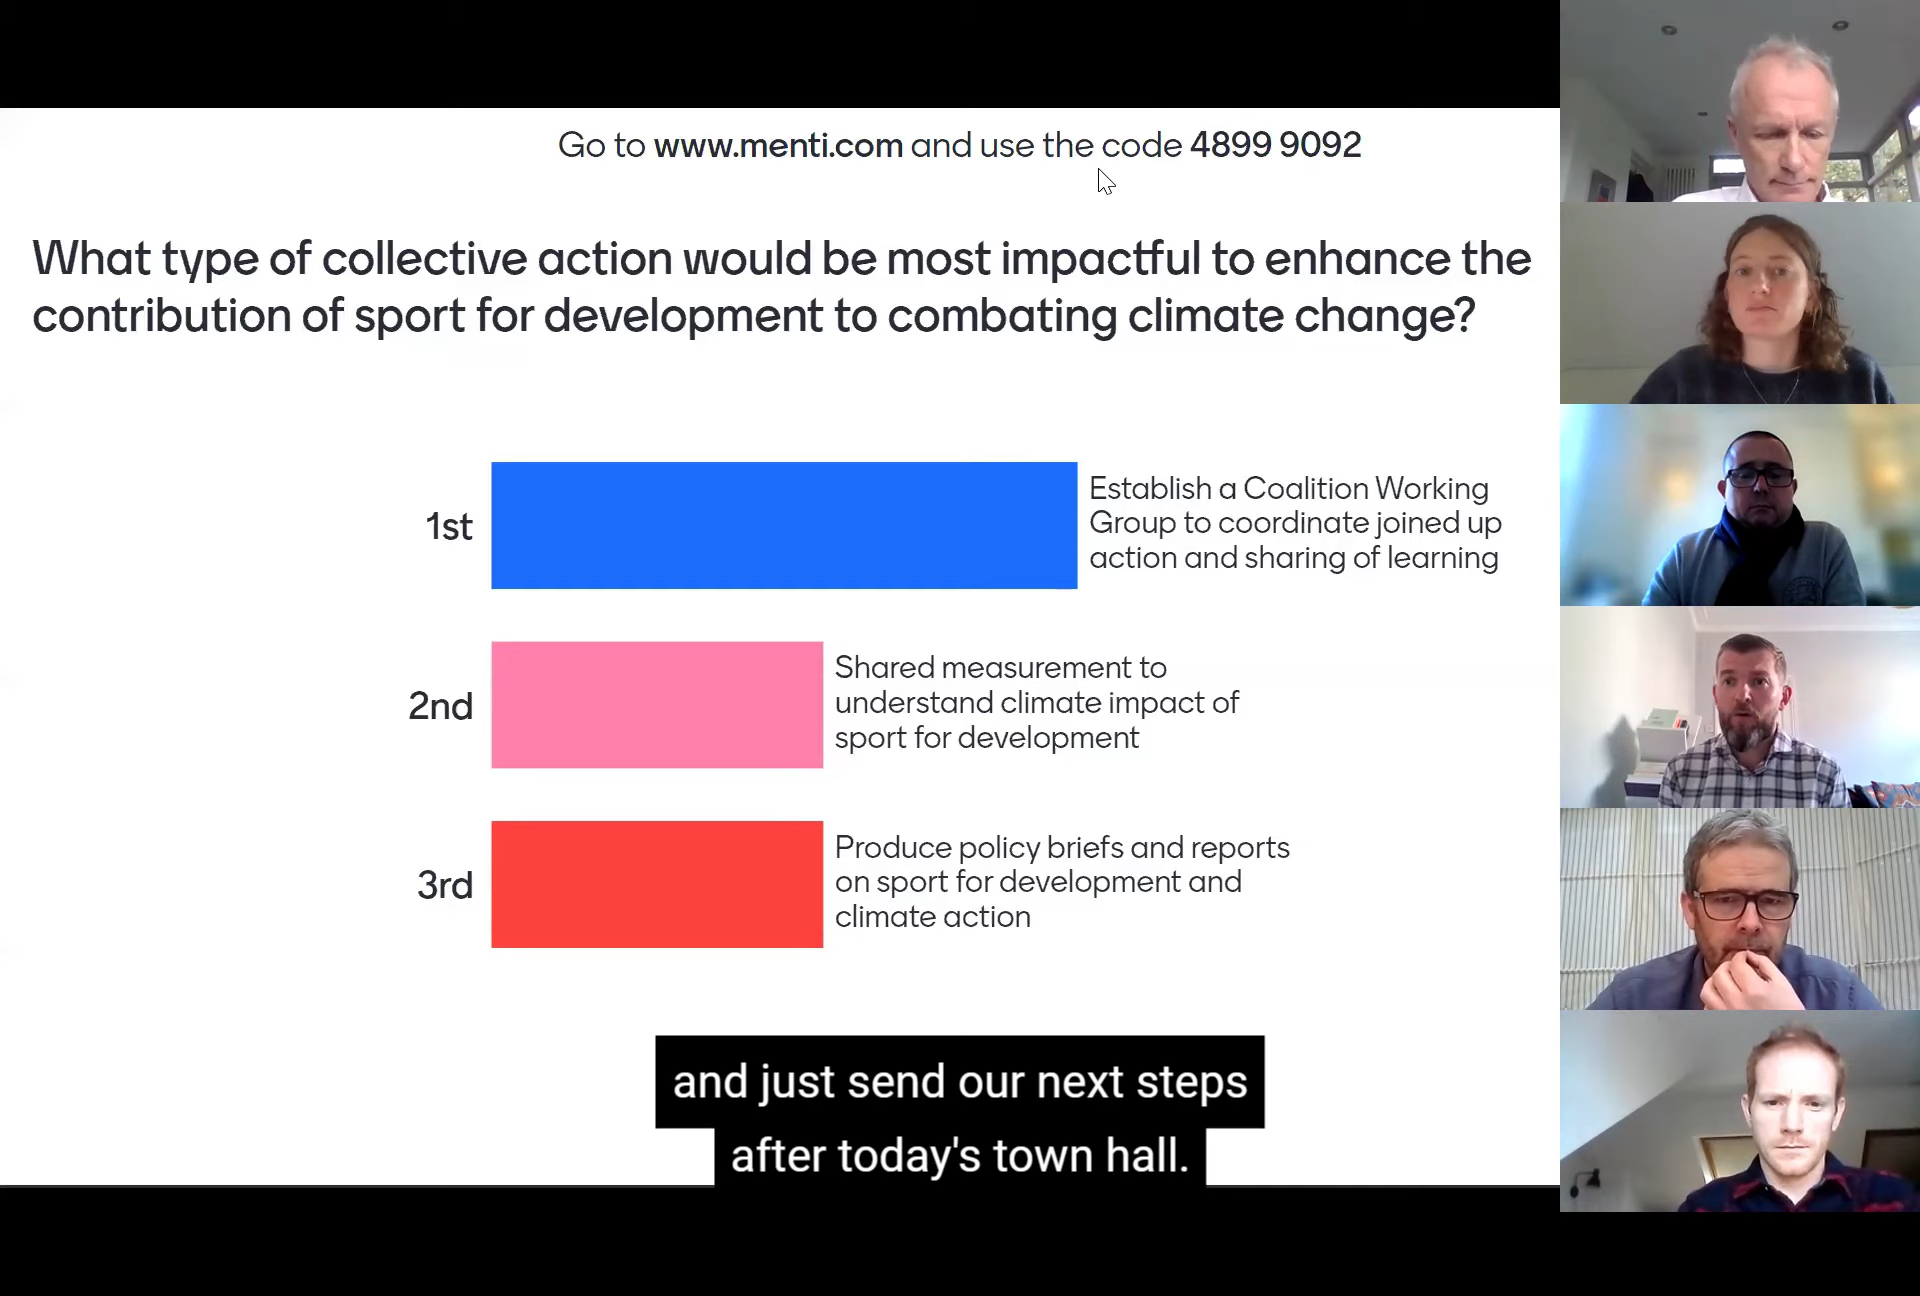 Go to www.menti.com and use the code 4899 9092
What type of collective action would be most impactful to enhance the
contribution of sport for development to combating climate change?
1st
Establish a Coalition Working
Group to coordinate joined up
action and sharing of learning
2nd
Shared measurement to
understand climate impact of
sport for development
3rd
Produce policy briefs and reports
on sport for development and
climate action
and just send our next steps
after today's town hall.